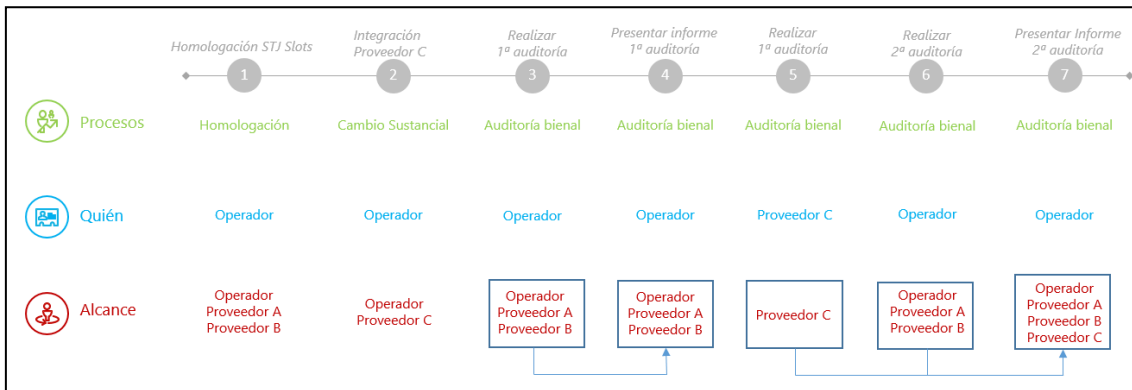 Homologación STJ Slots
Integración
Proveedor C
Realizar
1ª auditoría
Presentar informe
1ª auditoría
Realizar
1ª auditoría
Realizar
2ª auditoría
Presentar Informe
2ª auditoría
1
2
3
4
5
6
7
Procesos
Homologación
Cambio Sustancial
Auditoría bienal
Auditoría bienal
Auditoría bienal
Auditoría bienal
Auditoría bienal
Quién
Operador
Operador
Operador
Operador
Proveedor C
Operador
Operador
Alcance
Operador
Proveedor A
Proveedor B
Operador
Proveedor C
Operador
Proveedor A
Proveedor B
Operador
Proveedor A
Proveedor B
Proveedor C
Operador
Proveedor A
Proveedor B
Operador
Proveedor A
Proveedor B
Proveedor C